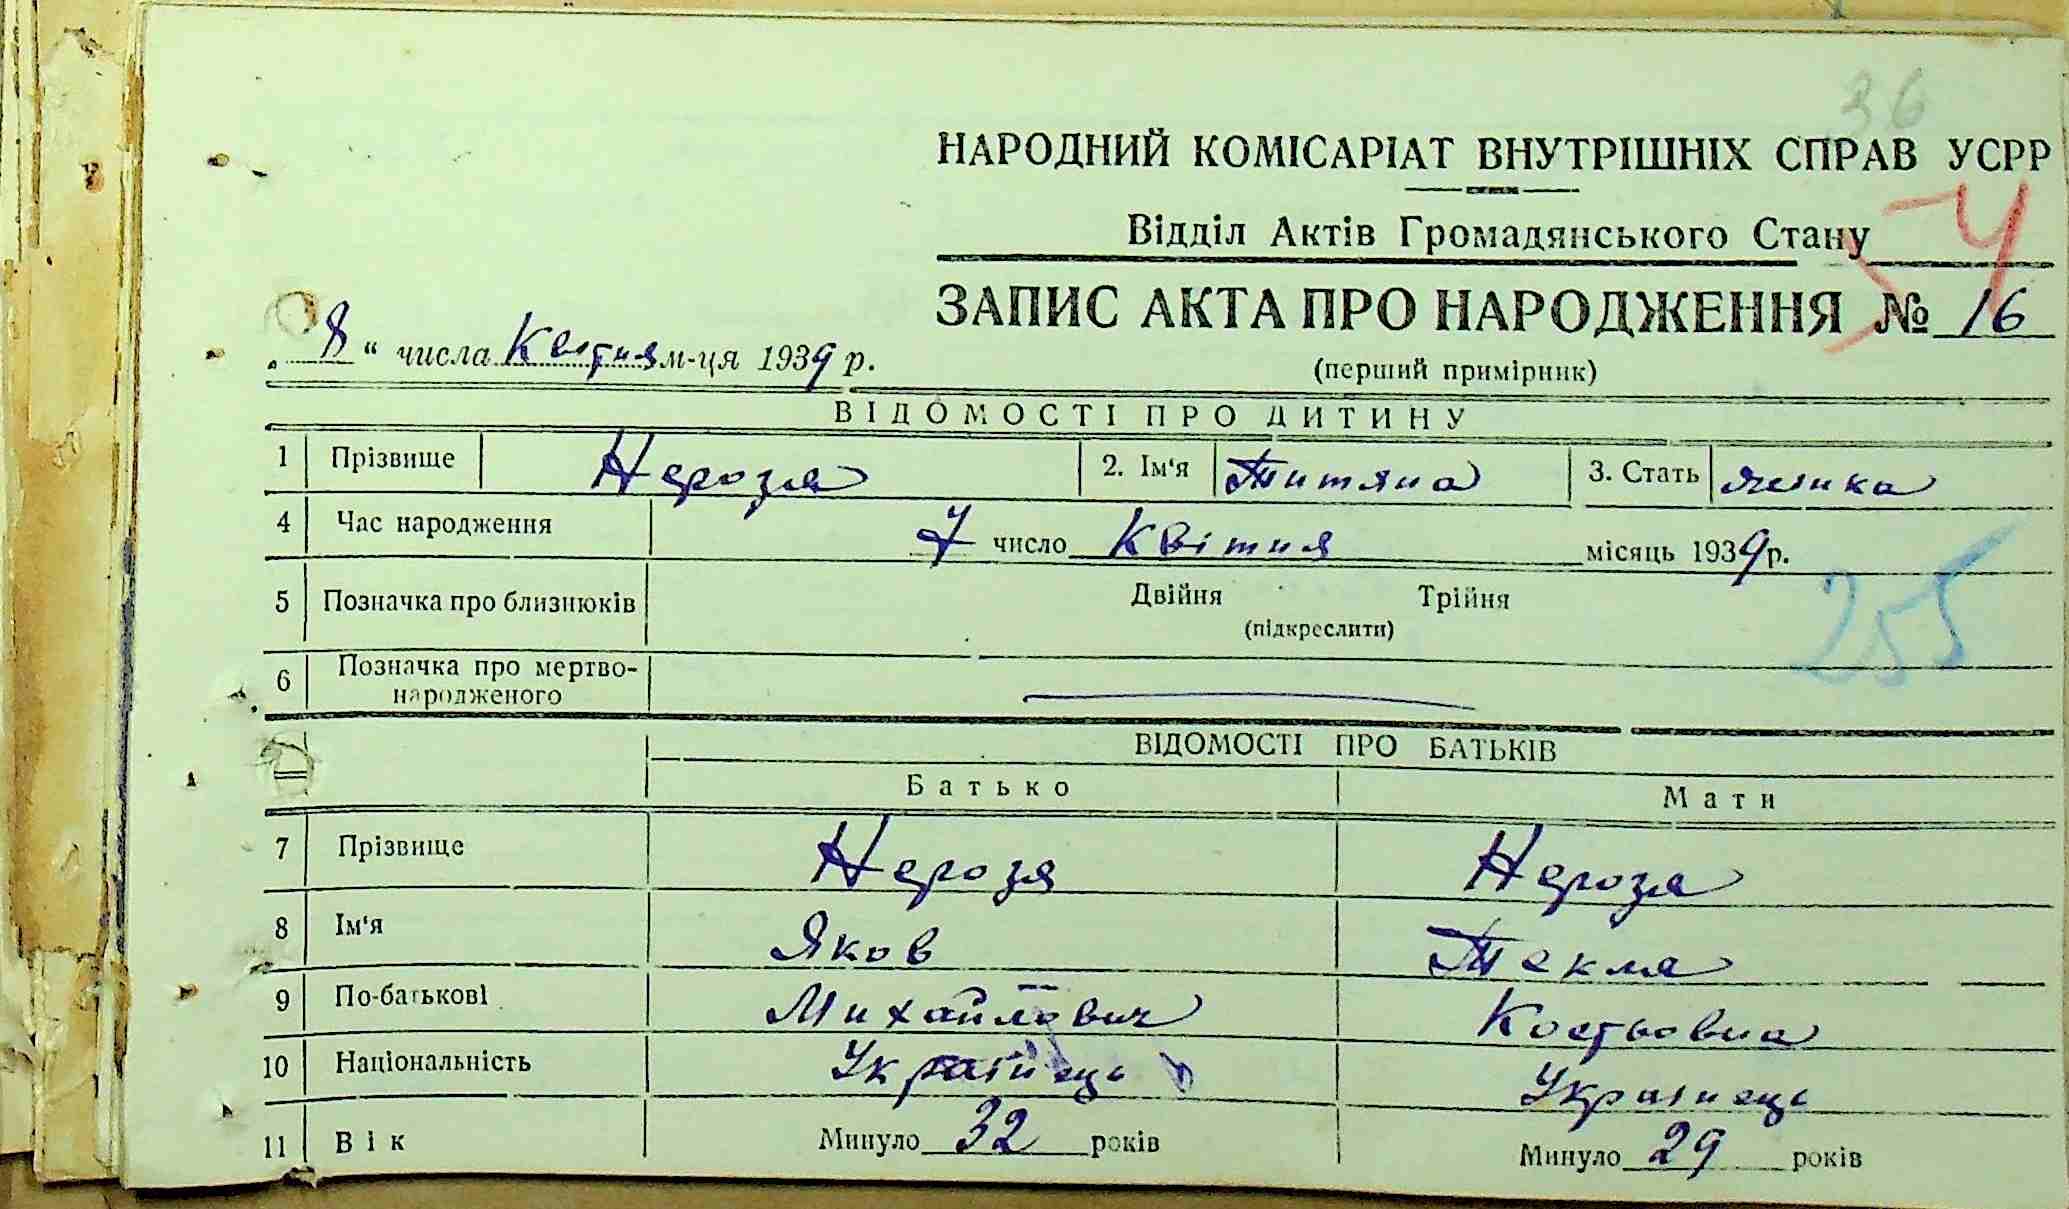 36
НАРОДНИЙ КОМІСАРІАТ ВНУТРІШНІХ СПРАВ УСРР
Відділ Актів Громадянського Стану
ЗАПИС АКТА ПРО НАРОДЖЕННЯ № 16
„ 8 “ числа Квітня м-ця 1939 р.
(перший примірник)
ВІДОМОСТІ ПРО ДИТИНУ
1 Прізвище Нерозя 2. Ім'я Титяна 3. Стать
4 Час народження 7 число Квітня місяць 1939 р.
5 Позначка про близнюків Двійня Трійня
(підкреслити)
255
6 Позначка про мертво-
народженого
ВІДОМОСТІ ПРО БАТЬКІВ
Батько Мати
7 Прізвище Нерозя Нерозя
8 Ім'я Яков Текля
9 По-батькові Михайлович Костьовна
10 Національність Українець Українець
11 Вік Минуло 32 років Минуло 29 років